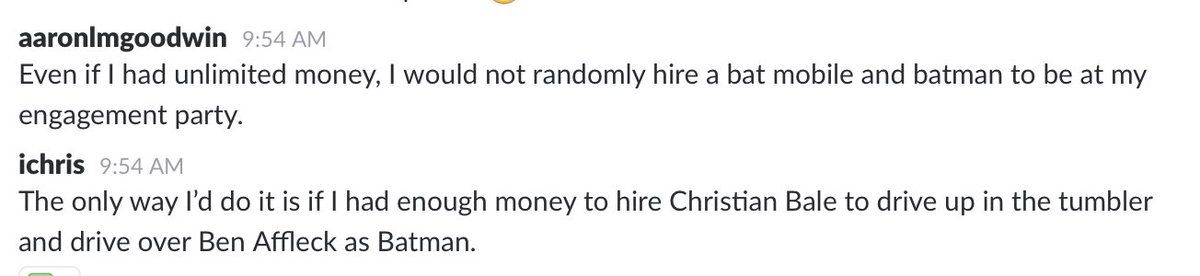 aaronlmgoodwin 9:54 AM
Even if I had unlimited money, I would not randomly hire a bat mobile and batman to be at my
engagement party.
ichris 9:54 AM
The only way I’d do it is if I had enough money to hire Christian Bale to drive up in the tumbler
and drive over Ben Affleck as Batman.